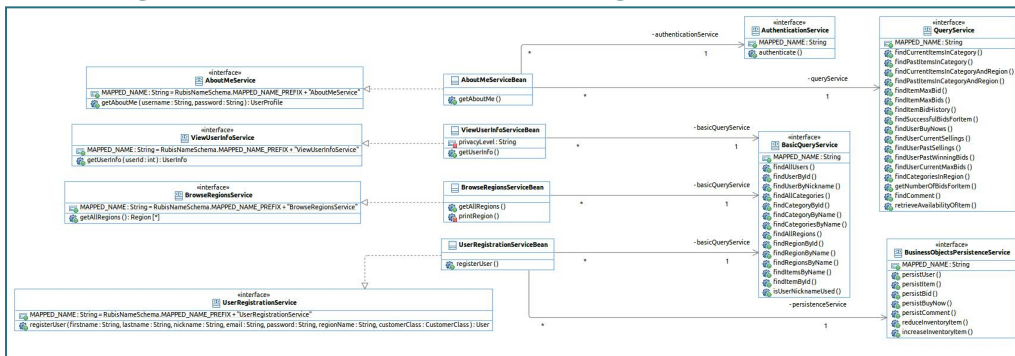 «interface»
AboutMeService
MAPPED_NAME : String = RubisNameSchema.MAPPED_NAME_PREFIX + "AboutMeService"
getAboutMe (username : String, password : String) : UserProfile
«interface»
ViewUserInfoService
MAPPED_NAME : String = RubisNameSchema.MAPPED_NAME_PREFIX + "ViewUserInfoService"
getUserInfo (userId : int) : UserInfo
«interface»
BrowseRegionsService
MAPPED_NAME : String = RubisNameSchema.MAPPED_NAME_PREFIX + "BrowseRegionsService"
getAllRegions () : Region [*]
«interface»
UserRegistrationService
MAPPED_NAME : String = RubisNameSchema.MAPPED_NAME_PREFIX + "UserRegistrationService"
registerUser (firstname : String, lastname : String, nickname : String, email : String, password : String, regionName : String, customerClass : CustomerClass) : User
AboutMeServiceBean
getAboutMe ()
ViewUserInfoServiceBean
privacyLevel : String
getUserInfo ()
BrowseRegionsServiceBean
getAllRegions ()
printRegion ()
UserRegistrationServiceBean
registerUser ()
- authenticationService
*
1
- queryService
*
1
- basicQueryService
*
1
- basicQueryService
*
1
- basicQueryService
*
1
- persistenceService
*
1
«interface»
AuthenticationService
MAPPED_NAME : String
authenticate ()
«interface»
BasicQueryService
MAPPED_NAME : String
findAllUsers ()
findUserById ()
findUserByNickname ()
findAllCategories ()
findCategoryById ()
findCategoryByName ()
findCategoriesByName ()
findAllRegions ()
findRegionById ()
findRegionByName ()
findRegionsByName ()
findItemsByName ()
findItemById ()
isUserNicknameUsed ()
«interface»
QueryService
MAPPED_NAME : String
findCurrentItemsInCategory ()
findPastItemsInCategory ()
findCurrentItemsInCategoryAndRegion ()
findPastItemsInCategoryAndRegion ()
findItemMaxBid ()
findItemMaxBids ()
findItemBidHistory ()
findSuccessfulBidsForItem ()
findUserBuyNows ()
findUserCurrentSellings ()
findUserPastSellings ()
findUserPastWinningBids ()
findUserCurrentMaxBids ()
findCategoriesInRegion ()
getNumberOfBidsForItem ()
findComment ()
retrieveAvailabilityOfItem ()
«interface»
BusinessObjectsPersistenceService
MAPPED_NAME : String
persistUser ()
persistItem ()
persistBid ()
persistBuyNow ()
persistComment ()
reduceInventoryItem ()
increaseInventoryItem ()